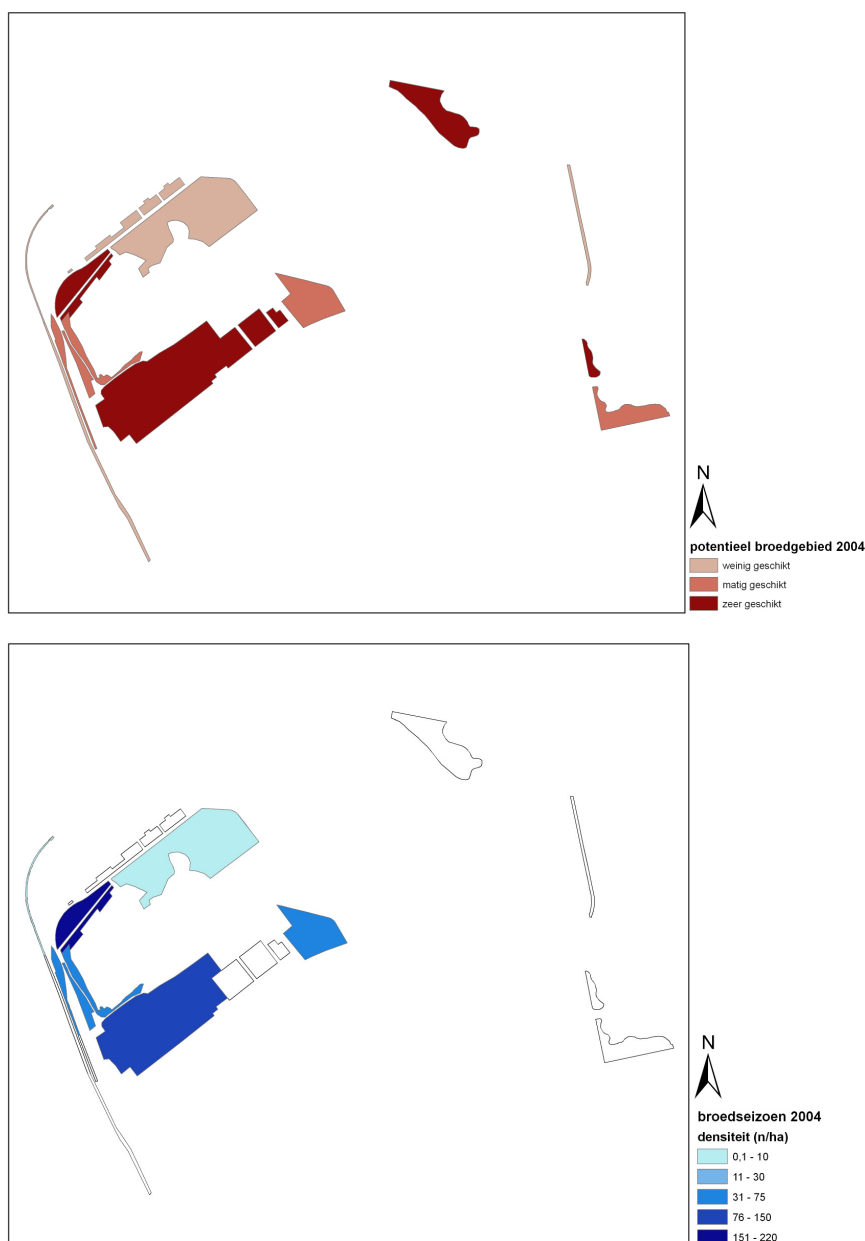 N
potentieel broedgebied 2004
weinig geschikt
matig geschikt
zeer geschikt
N
broedseizoen 2004
densiteit (n/ha)
0,1 - 10
11 - 30
31 - 75
76 - 150
151 - 220